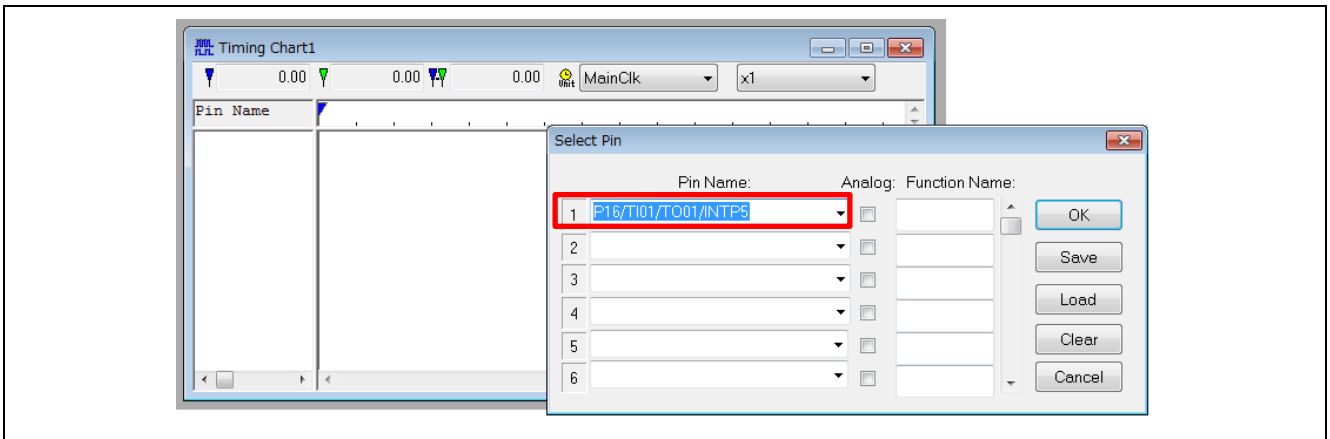 Timing Chart1
0.00 0.00 0.00 Unit MainClk x1
Pin Name
Select Pin
Pin Name: Analog: Function Name:
1 P16/TI01/TO01/INTP5 OK
2 Save
3
4 Load
5 Clear
6 Cancel